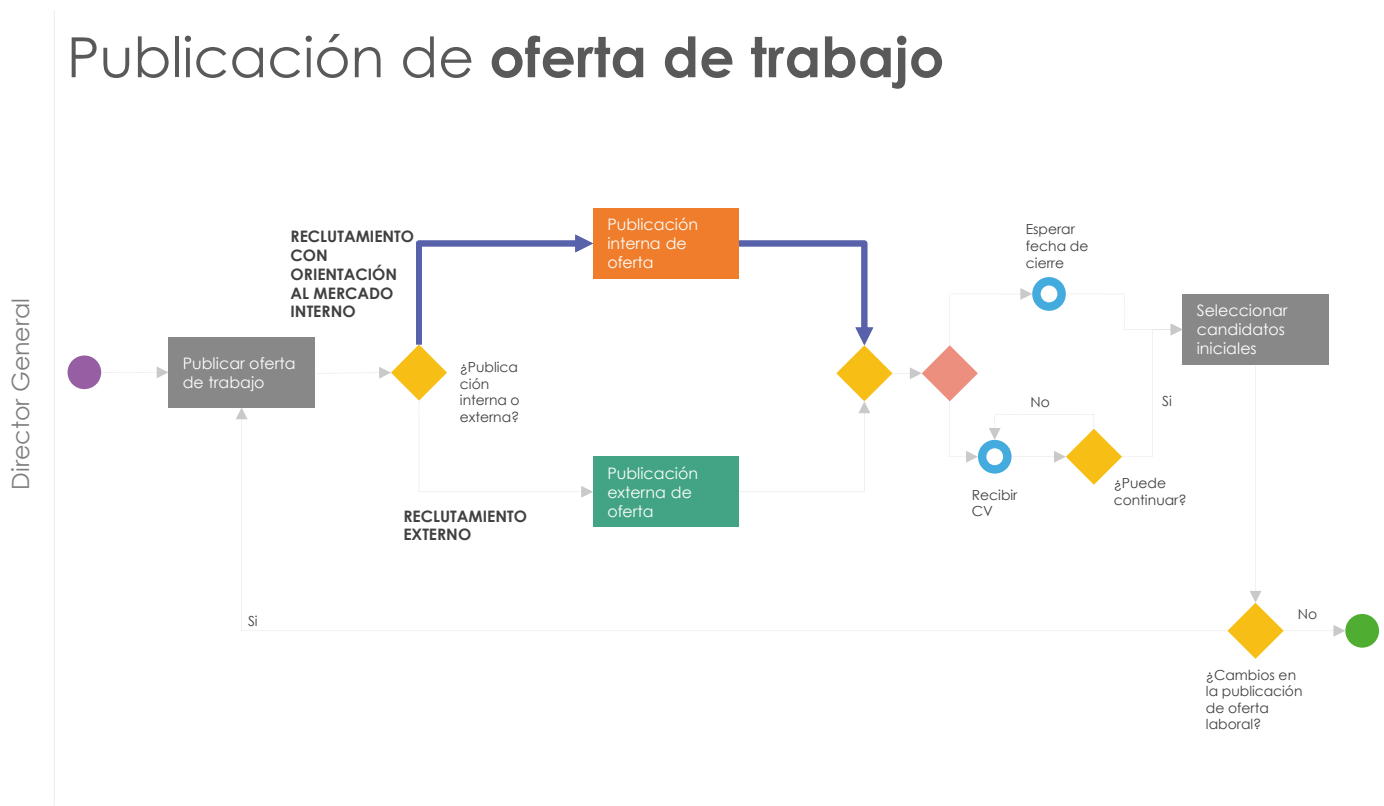 Publicación de oferta de trabajo
Director General
RECLUTAMIENTO
CON
ORIENTACIÓN
AL MERCADO
INTERNO
Publicación
interna de
oferta
Esperar
fecha de
cierre
Seleccionar
candidatos
iniciales
Publicar oferta
de trabajo
¿Publica
ción
interna o
externa?
No
Si
Publicación
externa de
oferta
Recibir
CV
¿Puede
continuar?
RECLUTAMIENTO
EXTERNO
Si
No
¿Cambios en
la publicación
de oferta
laboral?